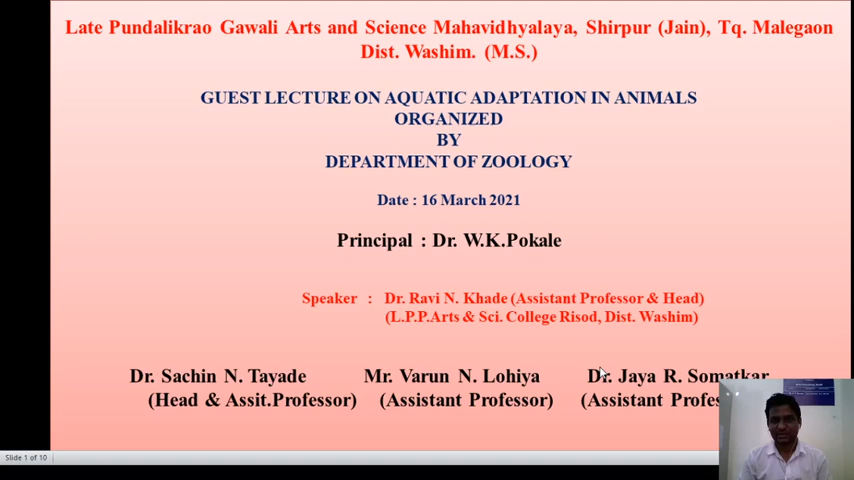 Late Pundalikrao Gawali Arts and Science Mahavidhyalaya, Shirpur (Jain), Tq. Malegaon
Dist. Washim. (M.S.)
GUEST LECTURE ON AQUATIC ADAPTATION IN ANIMALS
ORGANIZED
BY
DEPARTMENT OF ZOOLOGY
Date : 16 March 2021
Principal : Dr. W.K.Pokale
Speaker : Dr. Ravi N. Khade (Assistant Professor & Head)
(L.P.P.Arts & Sci. College Risod, Dist. Washim)
Dr. Sachin N. Tayade Mr. Varun N. Lohiya Dr. Jaya R. Somatkar
(Head & Assit.Professor) (Assistant Professor) (Assistant
Slide 1 of 10